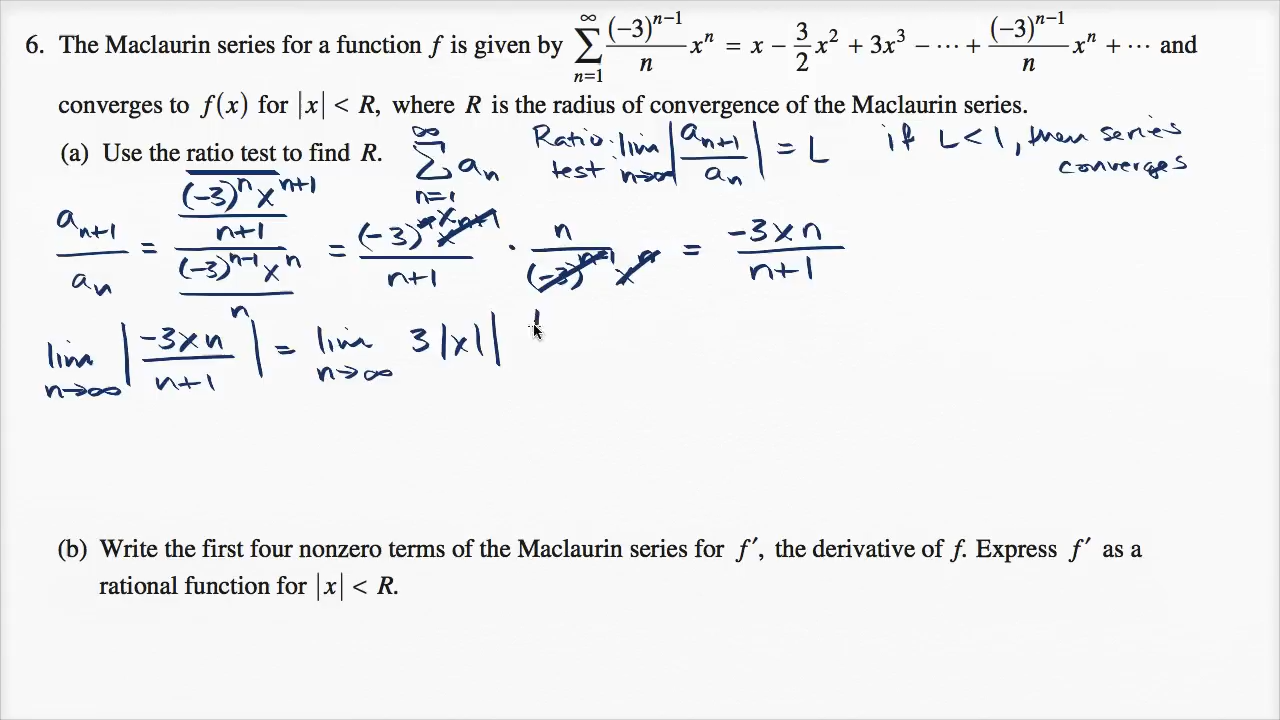 6. The Maclaurin series for a function f is given by ∑_{n=1}^{∞} (−3)^{n−1}/n x^n = x − 3/2 x^2 + 3x^3 − ⋯ + (−3)^{n−1}/n x^n + ⋯ and
converges to f(x) for |x| < R, where R is the radius of convergence of the Maclaurin series.
(a) Use the ratio test to find R. ∑_{n=1}^{∞} a_n Ratio test: lim_{n→∞} |a_{n+1}/a_n| = L if L < 1, then series converges
a_{n+1}/a_n = ((−3)^n x^{n+1}/(n+1))/((−3)^{n−1} x^n/n) = (−3)^n x x^{n+1}/(n+1) · n/((−3)^{n−1} x^n) = −3xn/(n+1)
lim_{n→∞} |−3xn/(n+1)| = lim_{n→∞} 3|x| |
(b) Write the first four nonzero terms of the Maclaurin series for f′, the derivative of f. Express f′ as a
rational function for |x| < R.